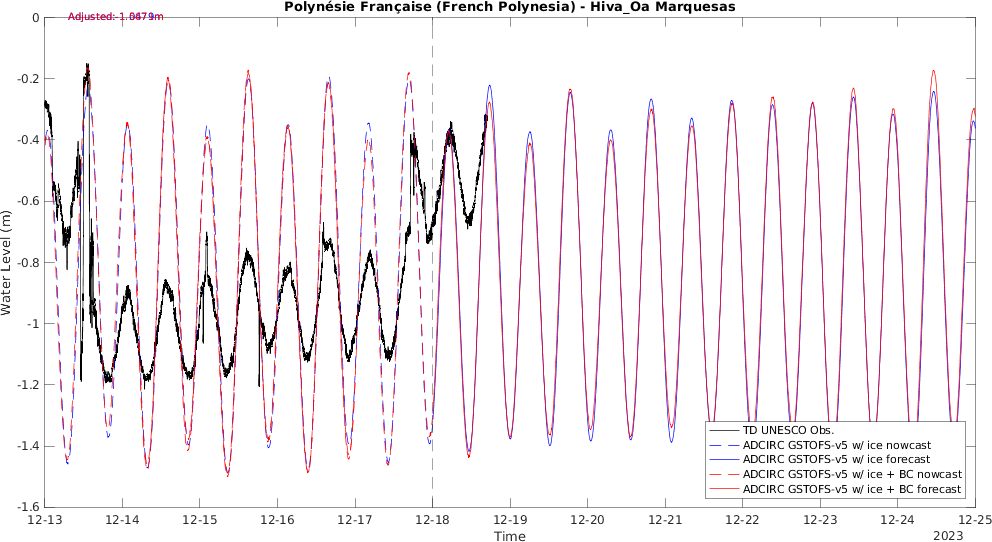 Polynésie Française (French Polynesia) - Hiva_Oa Marquesas
Water Level (m)
0
-0.2
-0.4
-0.6
-0.8
-1
-1.2
-1.4
-1.6
TD UNESCO Obs.
ADCIRC GSTOFS-v5 w/ ice nowcast
ADCIRC GSTOFS-v5 w/ ice forecast
ADCIRC GSTOFS-v5 w/ ice + BC nowcast
ADCIRC GSTOFS-v5 w/ ice + BC forecast
12-13 12-14 12-15 12-16 12-17 12-18 12-19 12-20 12-21 12-22 12-23 12-24 12-25
Time
2023